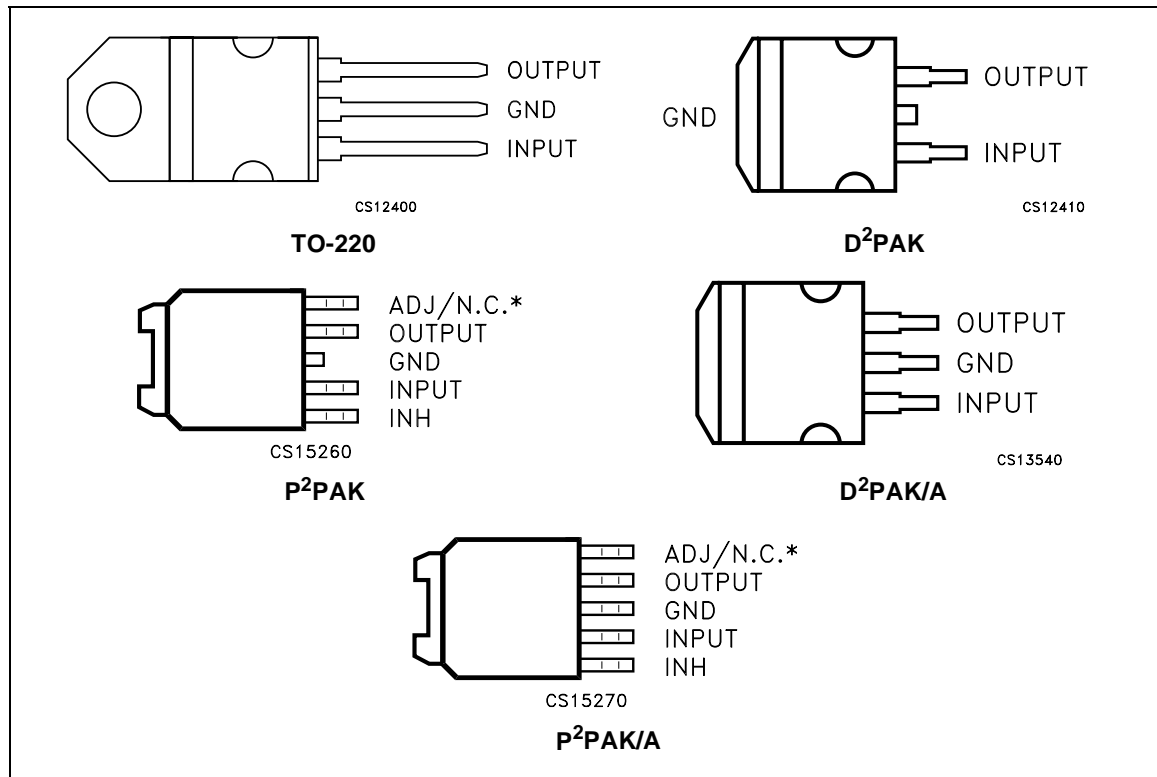 OUTPUT
GND
INPUT
CS12400
TO-220
GND
OUTPUT
INPUT
CS12410
D²PAK
ADJ/N.C.*
OUTPUT
GND
INPUT
INH
CS15260
P²PAK
OUTPUT
GND
INPUT
CS13540
D²PAK/A
ADJ/N.C.*
OUTPUT
GND
INPUT
INH
CS15270
P²PAK/A